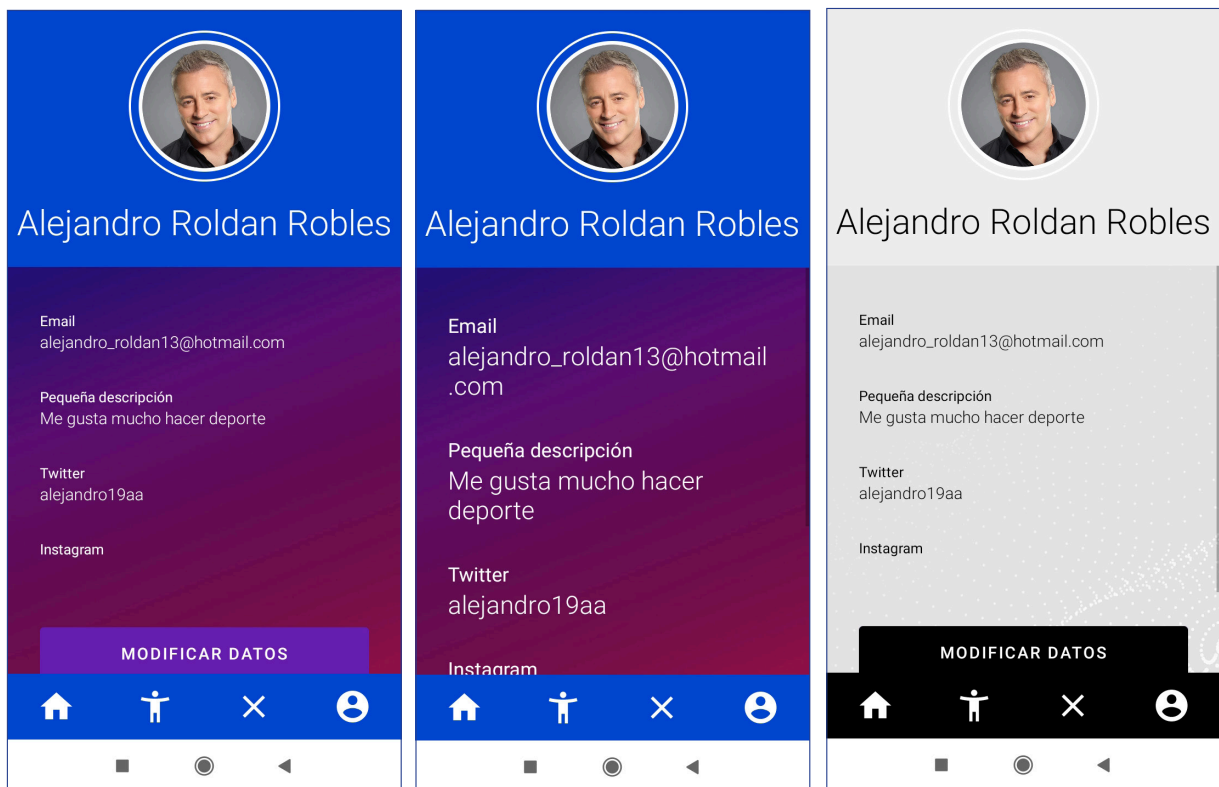 Alejandro Roldan Robles
Email
alejandro_roldan13@hotmail.com
Pequeña descripción
Me gusta mucho hacer deporte
Twitter
alejandro19aa
Instagram
MODIFICAR DATOS
Alejandro Roldan Robles
Email
alejandro_roldan13@hotmail
.com
Pequeña descripción
Me gusta mucho hacer
deporte
Twitter
alejandro19aa
Instagram
Alejandro Roldan Robles
Email
alejandro_roldan13@hotmail.com
Pequeña descripción
Me gusta mucho hacer deporte
Twitter
alejandro19aa
Instagram
MODIFICAR DATOS